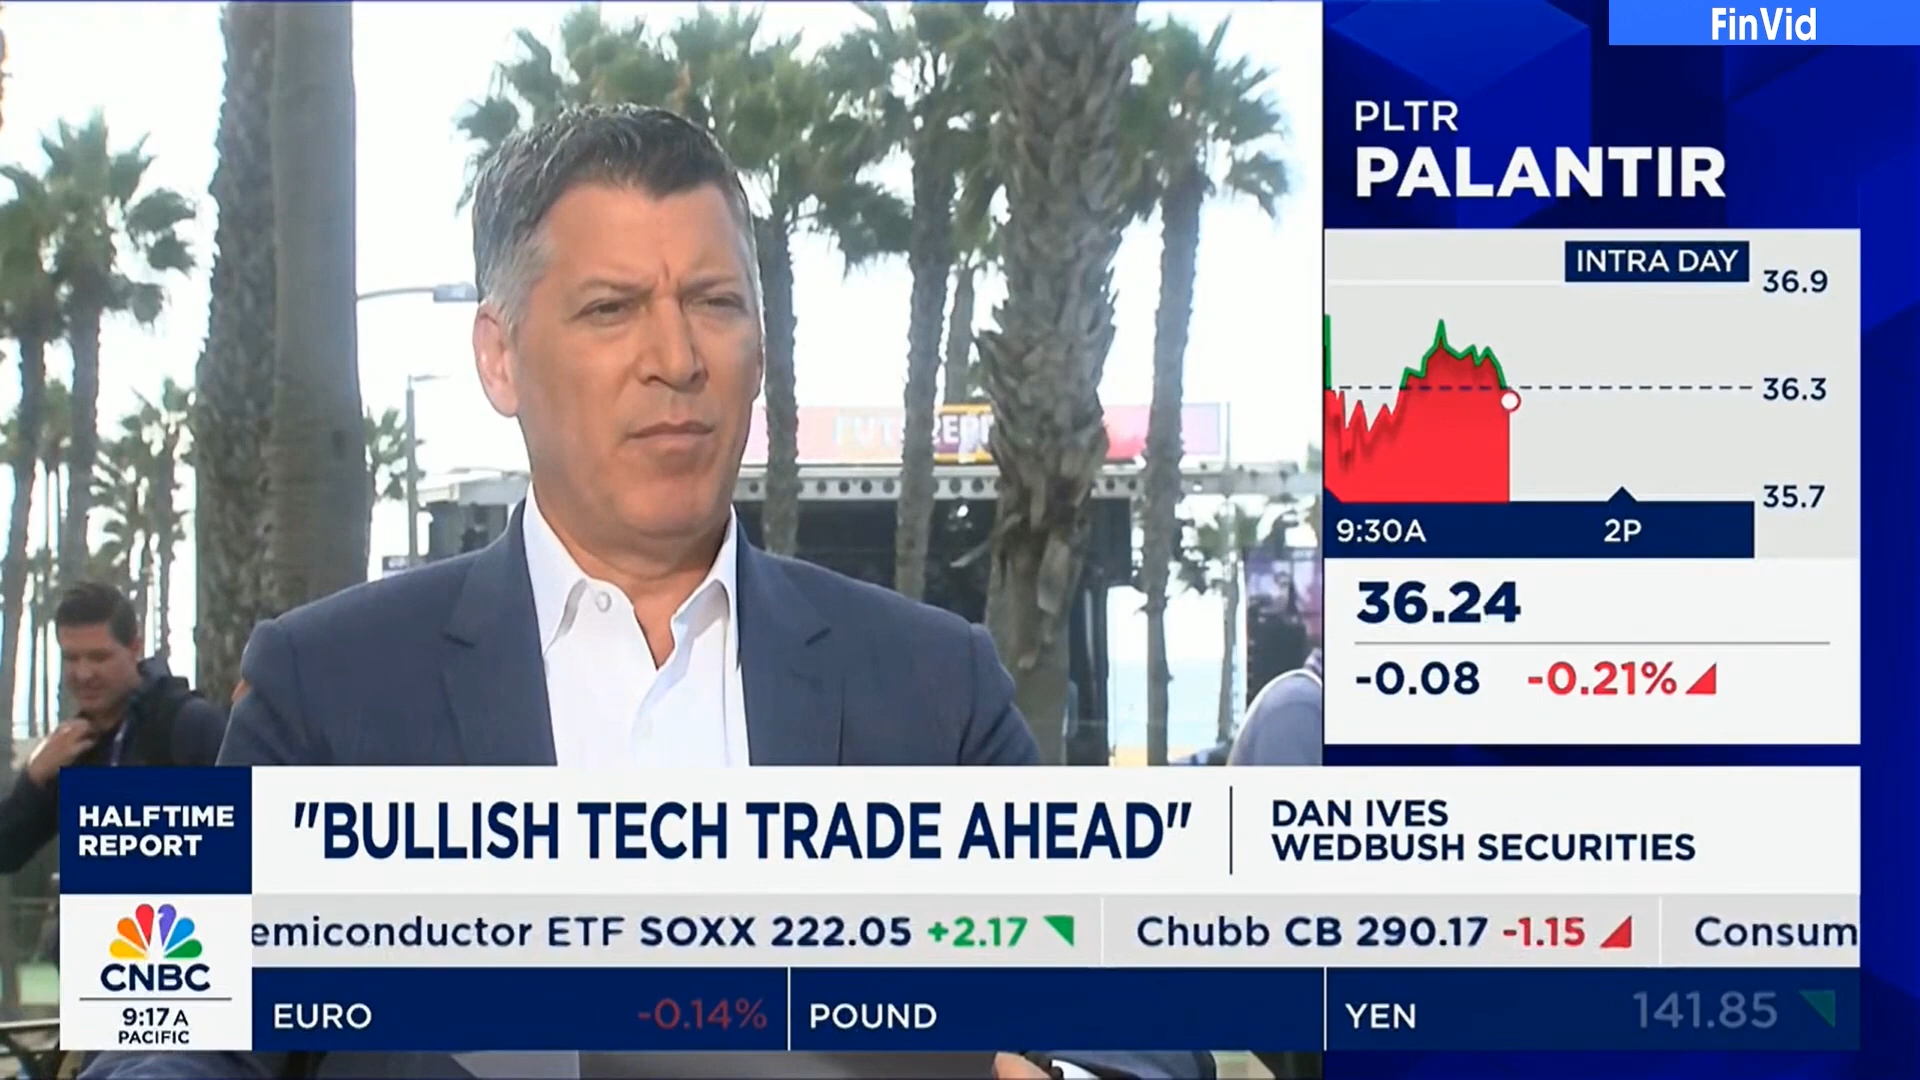 FinVid
PLTR
PALANTIR
INTRA DAY
36.9
36.3
35.7
9:30A
2P
36.24
-0.08 -0.21%
HALFTIME
REPORT
"BULLISH TECH TRADE AHEAD"
DAN IVES
WEDBUSH SECURITIES
emiconductor ETF SOXX 222.05 +2.17
Chubb CB 290.17 -1.15
Consum
CNBC
9:17A
PACIFIC
EURO -0.14%
POUND
YEN 141.85